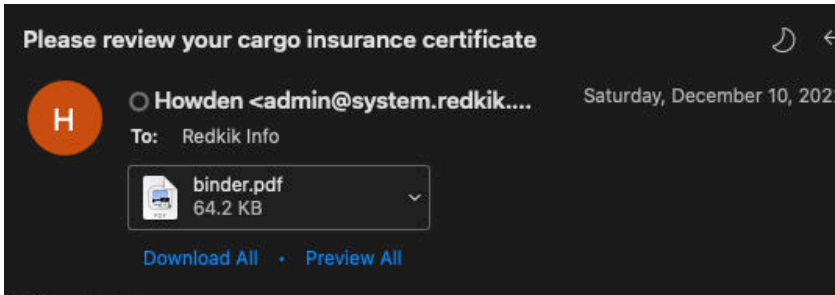 Please review your cargo insurance certificate
H
Howden <admin@system.redkik....
Saturday, December 10, 202
To: Redkik Info
binder.pdf
64.2 KB
PDF
Download All • Preview All